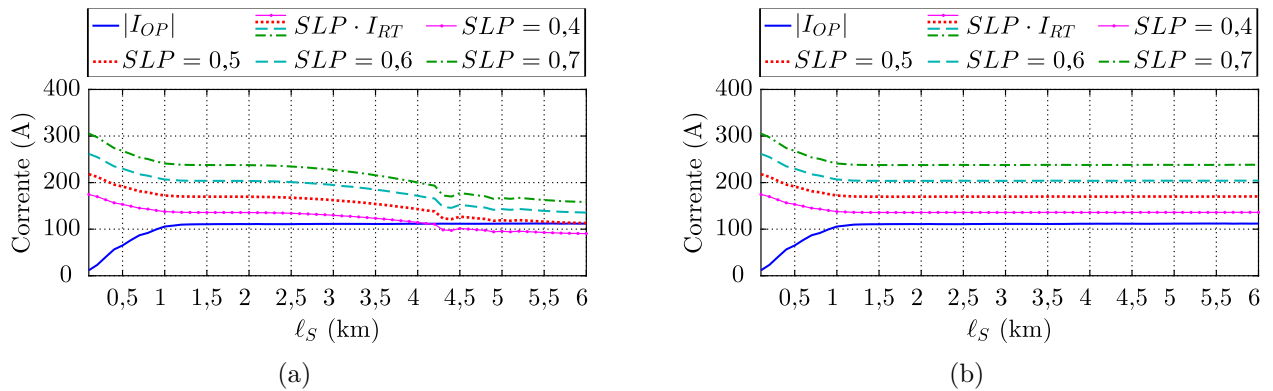 |I_OP| SLP · I_RT SLP = 0,4
SLP = 0,5 SLP = 0,6 SLP = 0,7
400
300
200
100
0
Corrente (A)
0,5 1 1,5 2 2,5 3 3,5 4 4,5 5 5,5 6
ℓ_S (km)
(a)
|I_OP| SLP · I_RT SLP = 0,4
SLP = 0,5 SLP = 0,6 SLP = 0,7
400
300
200
100
0
Corrente (A)
0,5 1 1,5 2 2,5 3 3,5 4 4,5 5 5,5 6
ℓ_S (km)
(b)